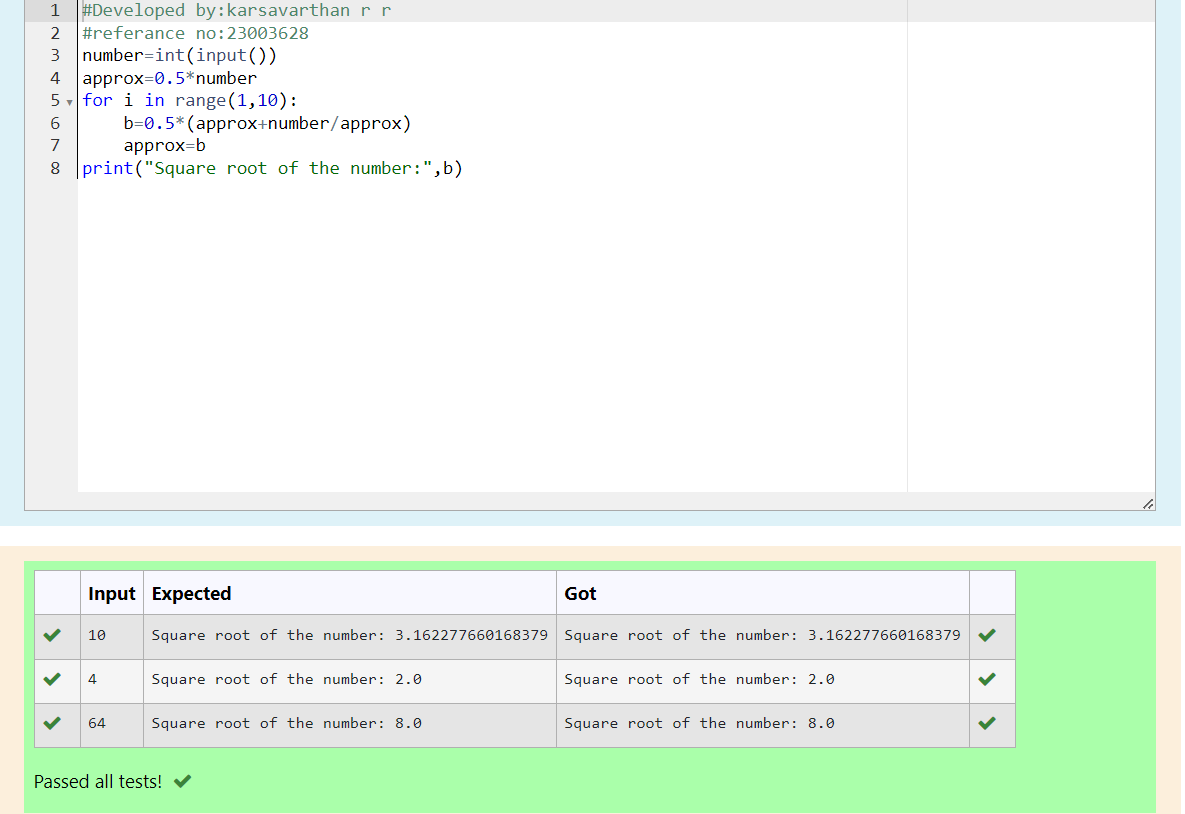 1 #Developed by:karsavarthan r r
2 #referance no:23003628
3 number=int(input())
4 approx=0.5*number
5 for i in range(1,10):
6     b=0.5*(approx+number/approx)
7     approx=b
8 print("Square root of the number:",b)
Input Expected Got
10 Square root of the number: 3.162277660168379 Square root of the number: 3.162277660168379
4 Square root of the number: 2.0 Square root of the number: 2.0
64 Square root of the number: 8.0 Square root of the number: 8.0
Passed all tests!